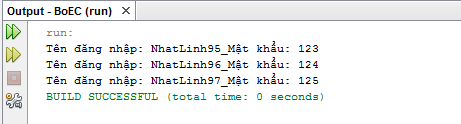 Output - BoEC (run)
run:
Tên đăng nhập: NhatLinh95_Mật khẩu: 123
Tên đăng nhập: NhatLinh96_Mật khẩu: 124
Tên đăng nhập: NhatLinh97_Mật khẩu: 125
BUILD SUCCESSFUL (total time: 0 seconds)